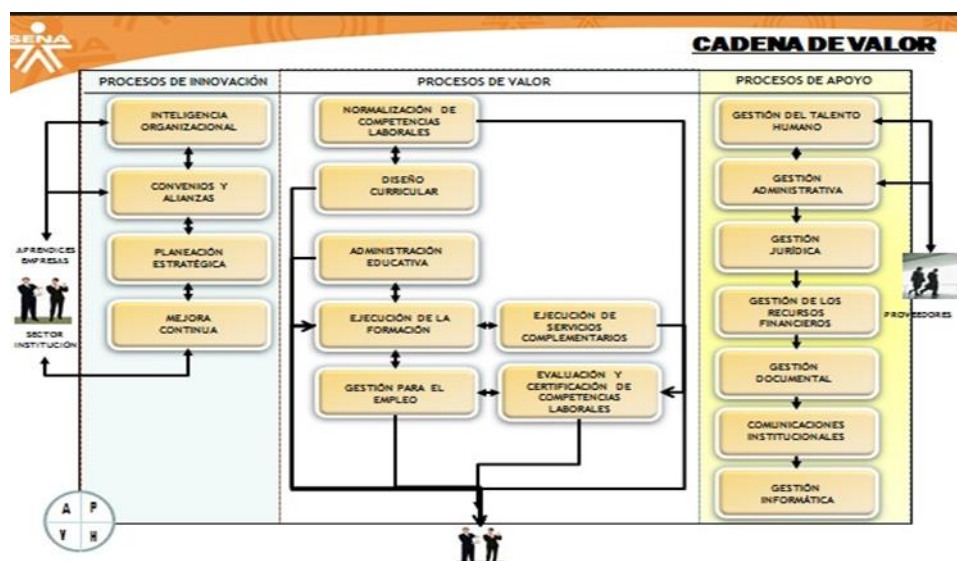 SENA
CADENA DE VALOR
PROCESOS DE INNOVACIÓN
PROCESOS DE VALOR
PROCESOS DE APOYO
INTELIGENCIA
ORGANIZACIONAL
CONVENIOS Y
ALIANZAS
PLANEACIÓN
ESTRATÉGICA
MEJORA
CONTINUA
APRENDICES
EMPRESAS
SECTOR
INSTITUCIÓN
NORMALIZACIÓN DE
COMPETENCIAS
LABORALES
DISEÑO
CURRICULAR
ADMINISTRACIÓN
EDUCATIVA
EJECUCIÓN DE LA
FORMACIÓN
EJECUCIÓN DE
SERVICIOS
COMPLEMENTARIOS
GESTIÓN PARA EL
EMPLEO
EVALUACIÓN Y
CERTIFICACIÓN DE
COMPETENCIAS
LABORALES
GESTIÓN DEL TALENTO
HUMANO
GESTIÓN
ADMINISTRATIVA
GESTIÓN
JURÍDICA
GESTIÓN DE LOS
RECURSOS
FINANCIEROS
GESTIÓN
DOCUMENTAL
COMUNICACIONES
INSTITUCIONALES
GESTIÓN
INFORMÁTICA
PROVEEDORES
A P
V H